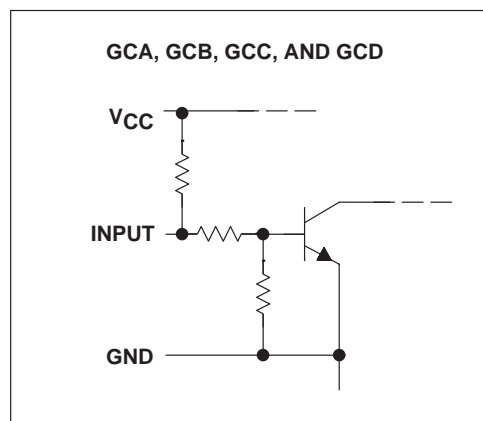 GCA, GCB, GCC, AND GCD
VCC
INPUT
GND